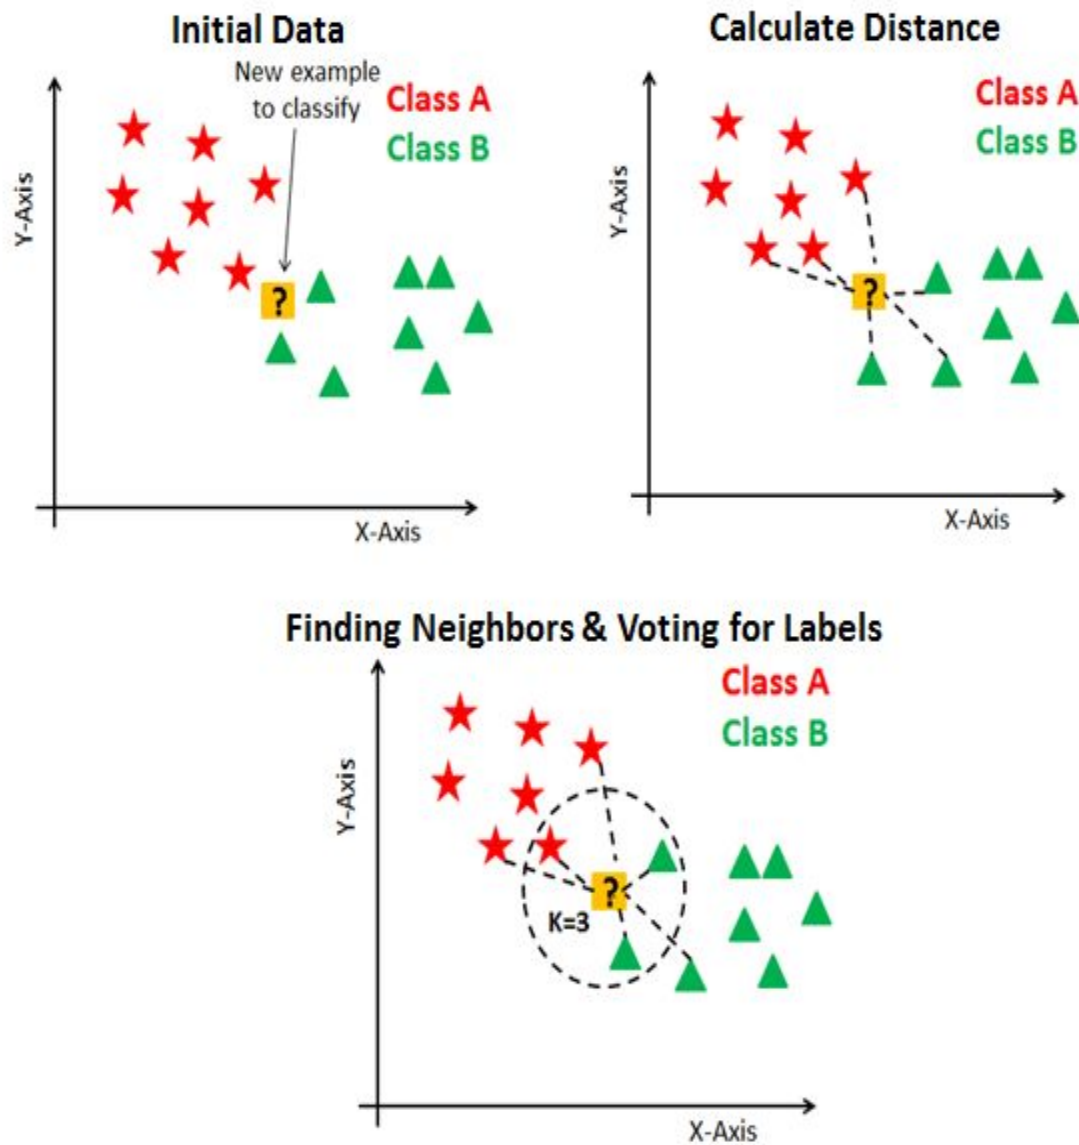 Initial Data
New example
to classify
Class A
Class B
Y-Axis
?
X-Axis
Calculate Distance
Class A
Class B
Y-Axis
?
X-Axis
Finding Neighbors & Voting for Labels
Class A
Class B
Y-Axis
?
K=3
X-Axis